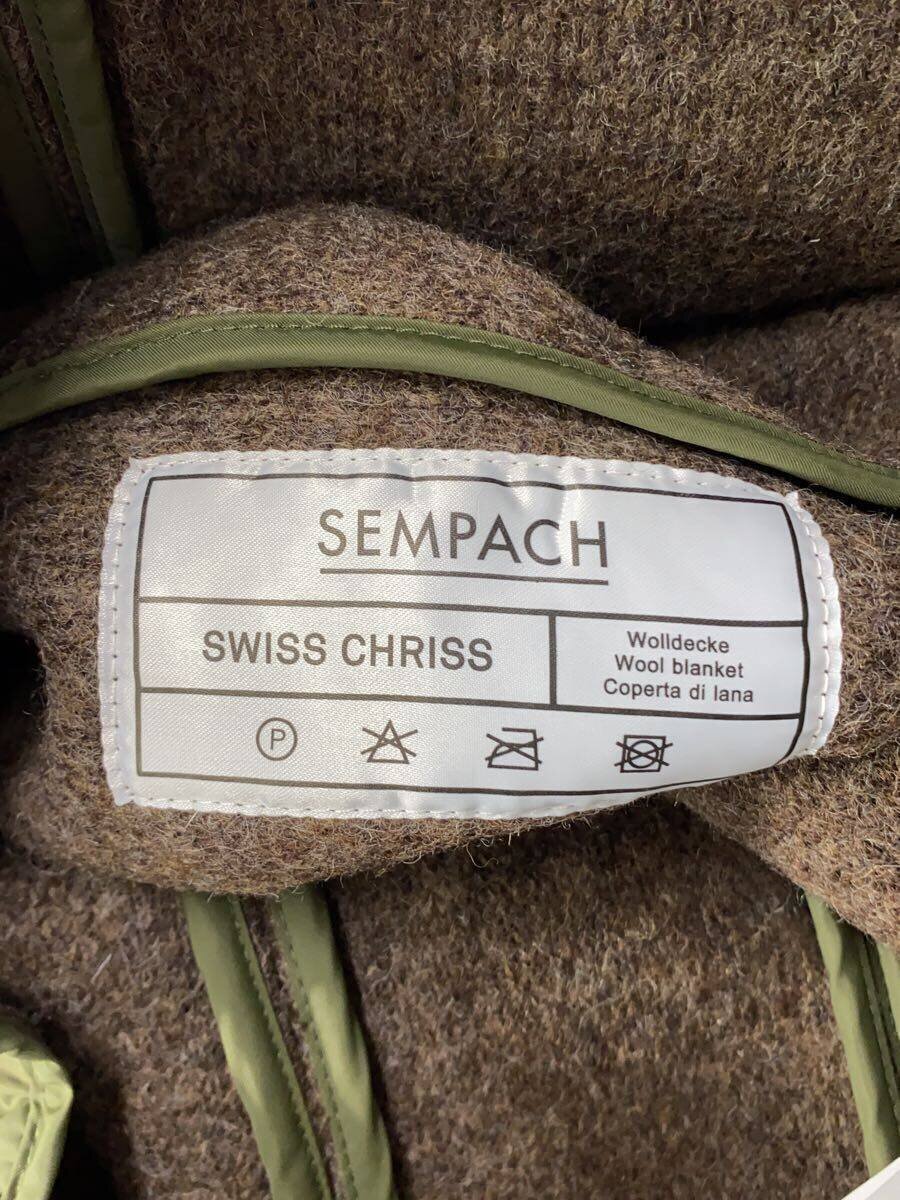 SEMPACH
SWISS CHRISS
Wolldecke
Wool blanket
Coperta di lana
P